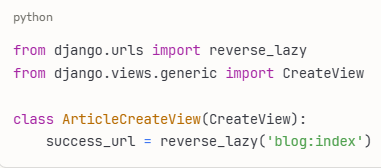 python
from django.urls import reverse_lazy
from django.views.generic import CreateView
class ArticleCreateView(CreateView):
    success_url = reverse_lazy('blog:index')